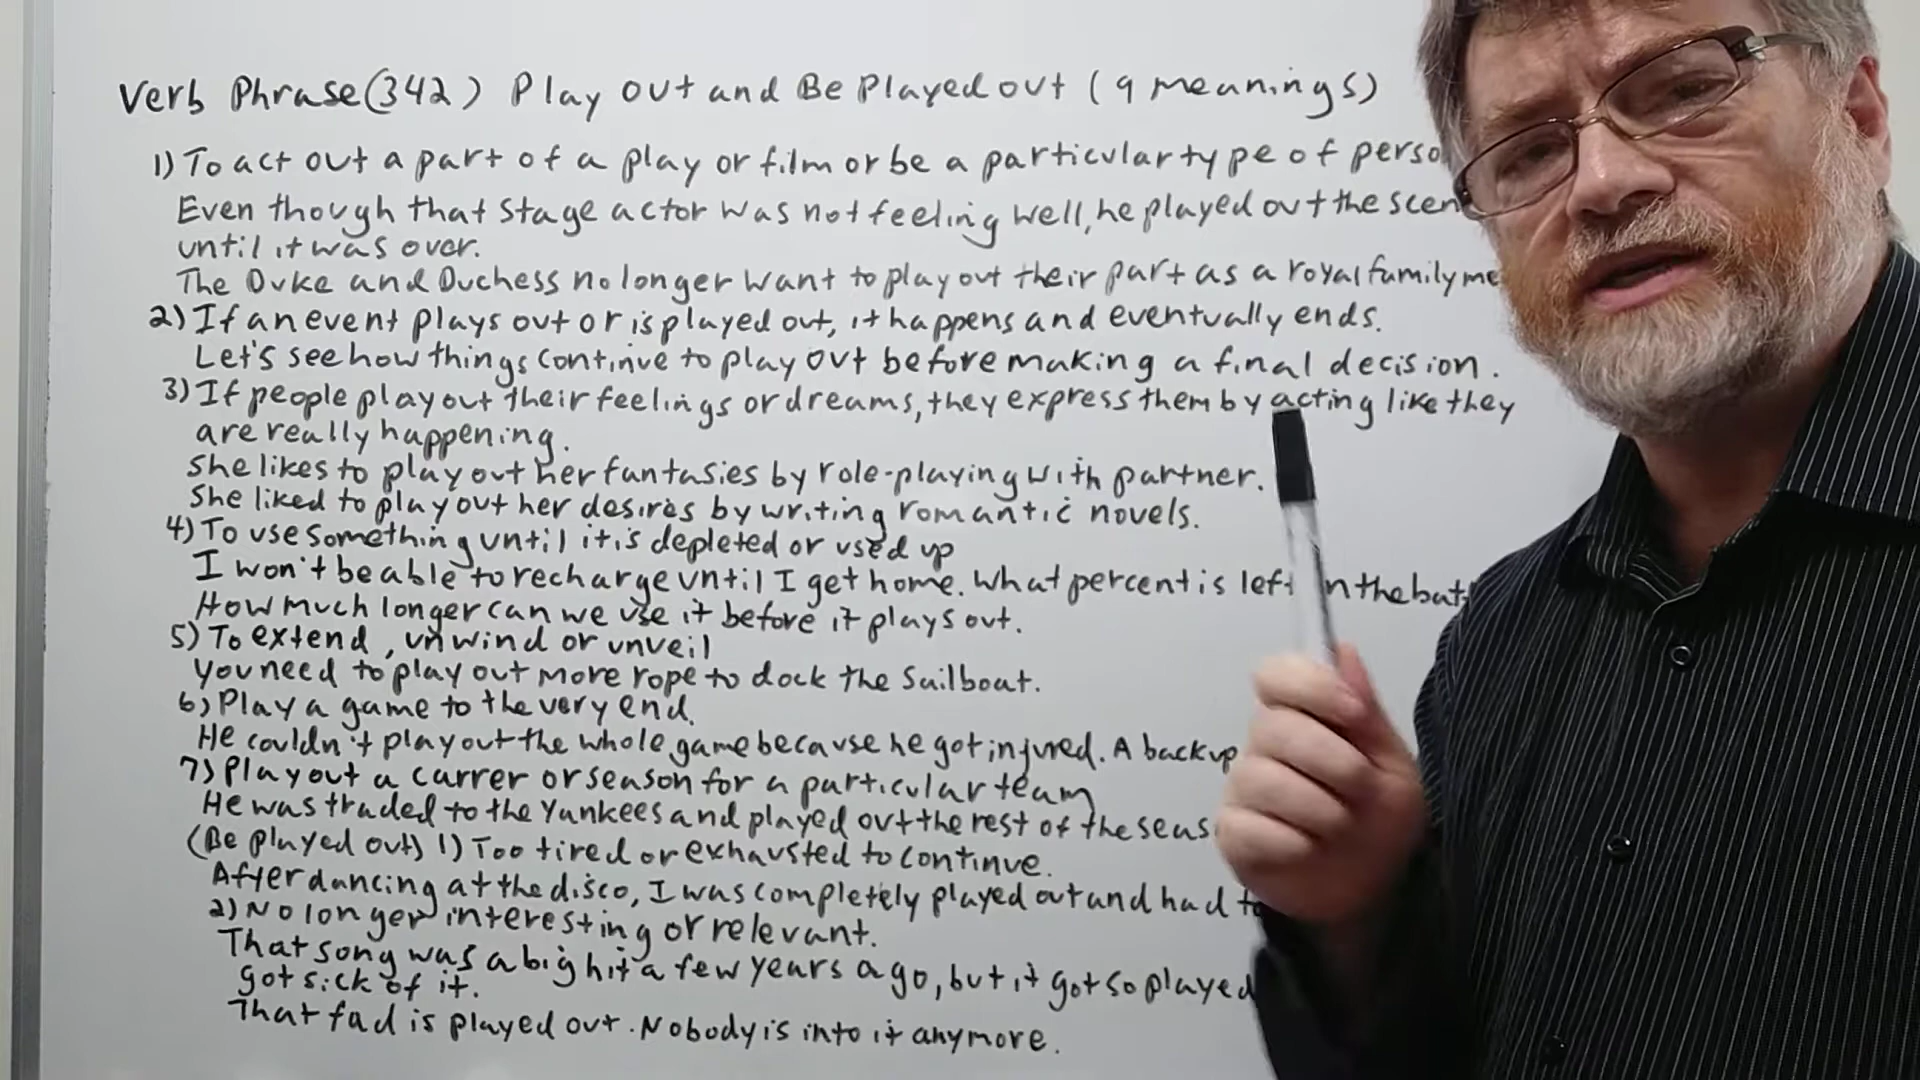 Verb Phrase(342) Play out and Be Played out (9 meanings)
1) To act out a part of a play or film or be a particular type of perso
Even though that stage actor was not feeling well, he played out the scen
until it was over.
The Duke and Duchess no longer want to play out their part as a royal family me
2) If an event plays out or is played out, it happens and eventually ends.
Let's see how things continue to play out before making a final decision.
3) If people play out their feelings or dreams, they express them by acting like they
are really happening.
She likes to play out her fantasies by role-playing with partner.
She liked to play out her desires by writing romantic novels.
4) To use something until it is depleted or used up
I won't be able to recharge until I get home. What percent is left in the batt
How much longer can we use it before it plays out.
5) To extend, unwind or unveil
You need to play out more rope to dock the sailboat.
6) Play a game to the very end.
He couldn't play out the whole game because he got injured. A backup
7) Play out a carrer or season for a particular team
He was traded to the Yankees and played out the rest of the seas
(Be played out) 1) Too tired or exhausted to continue.
After dancing at the disco, I was completely played out and had to
2) No longer interesting or relevant.
That song was a big hit a few years ago, but it got so played
got sick of it.
That fad is played out. Nobody is into it anymore.